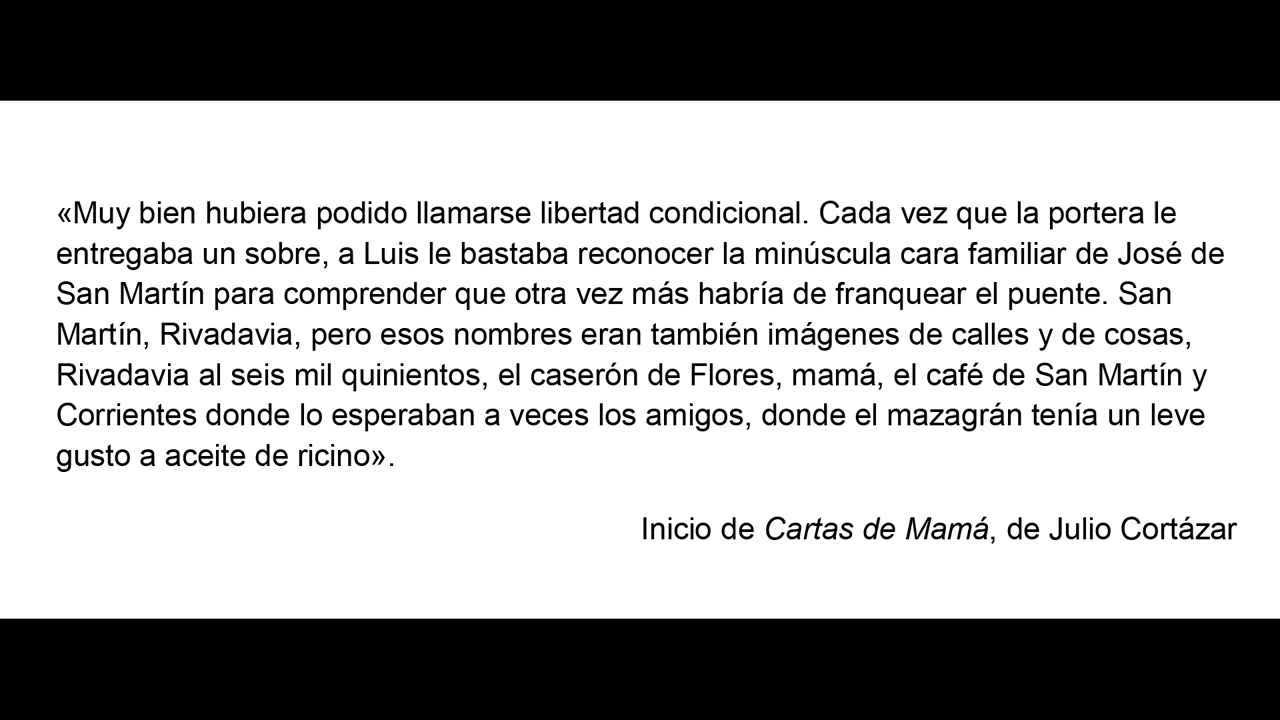 «Muy bien hubiera podido llamarse libertad condicional. Cada vez que la portera le
entregaba un sobre, a Luis le bastaba reconocer la minúscula cara familiar de José de
San Martín para comprender que otra vez más habría de franquear el puente. San
Martín, Rivadavia, pero esos nombres eran también imágenes de calles y de cosas,
Rivadavia al seis mil quinientos, el caserón de Flores, mamá, el café de San Martín y
Corrientes donde lo esperaban a veces los amigos, donde el mazagrán tenía un leve
gusto a aceite de ricino».
Inicio de Cartas de Mamá, de Julio Cortázar